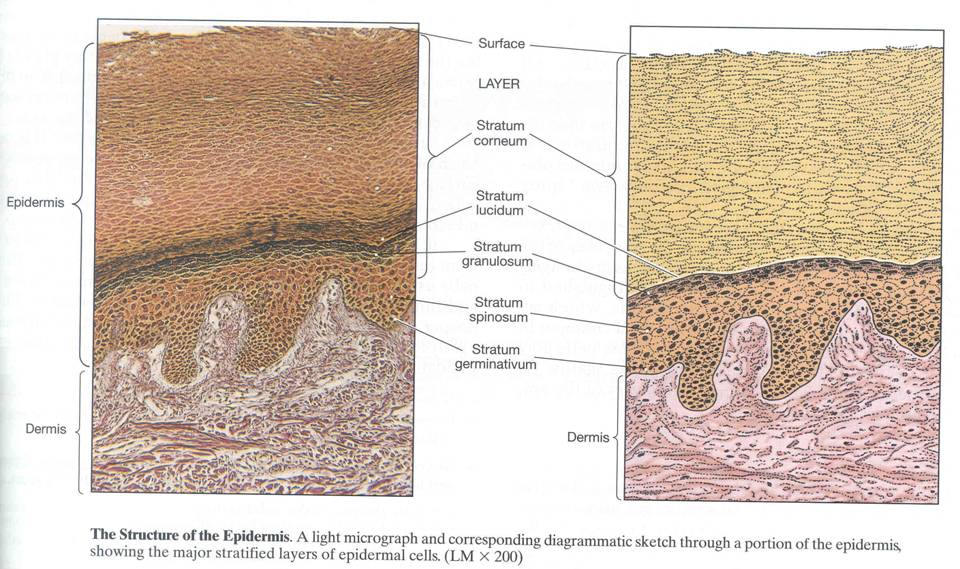 Surface
LAYER
Stratum
corneum
Epidermis
Stratum
lucidum
Stratum
granulosum
Stratum
spinosum
Stratum
germinativum
Dermis
Dermis
The Structure of the Epidermis. A light micrograph and corresponding diagrammatic sketch through a portion of the epidermis,
showing the major stratified layers of epidermal cells. (LM × 200)